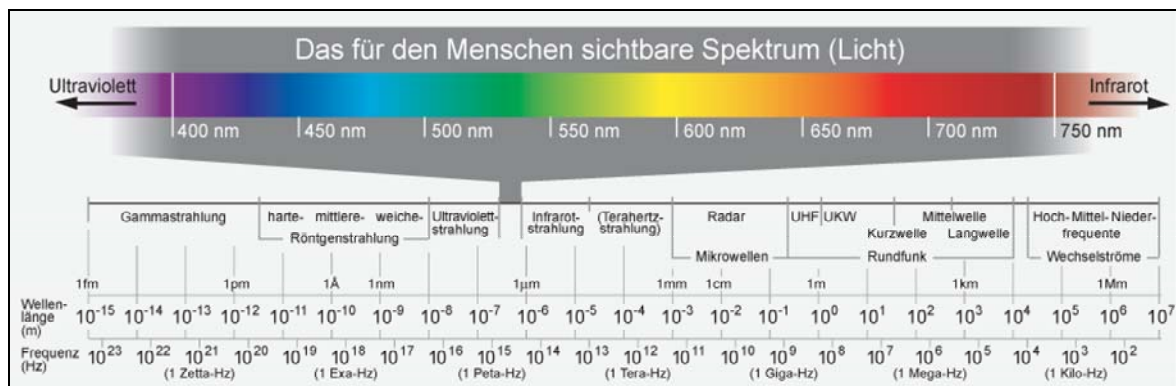 Das für den Menschen sichtbare Spektrum (Licht)
Ultraviolett Infrarot
400 nm 450 nm 500 nm 550 nm 600 nm 650 nm 700 nm 750 nm
Gammastrahlung harte- mittlere- weiche- Ultraviolett- Infrarot- (Terahertz- Radar UHF UKW Mittelwelle Hoch- Mittel- Nieder-
Röntgenstrahlung strahlung strahlung strahlung) Kurzwelle Langwelle frequente
Mikrowellen Rundfunk Wechselströme
1fm 1pm 1Å 1nm 1µm 1mm 1cm 1m 1km 1Mm
Wellen-
länge 10⁻¹⁵ 10⁻¹⁴ 10⁻¹³ 10⁻¹² 10⁻¹¹ 10⁻¹⁰ 10⁻⁹ 10⁻⁸ 10⁻⁷ 10⁻⁶ 10⁻⁵ 10⁻⁴ 10⁻³ 10⁻² 10⁻¹ 10⁰ 10¹ 10² 10³ 10⁴ 10⁵ 10⁶ 10⁷
(m)
Frequenz 10²³ 10²² 10²¹ 10²⁰ 10¹⁹ 10¹⁸ 10¹⁷ 10¹⁶ 10¹⁵ 10¹⁴ 10¹³ 10¹² 10¹¹ 10¹⁰ 10⁹ 10⁸ 10⁷ 10⁶ 10⁵ 10⁴ 10³ 10²
(Hz) (1 Zetta-Hz) (1 Exa-Hz) (1 Peta-Hz) (1 Tera-Hz) (1 Giga-Hz) (1 Mega-Hz) (1 Kilo-Hz)